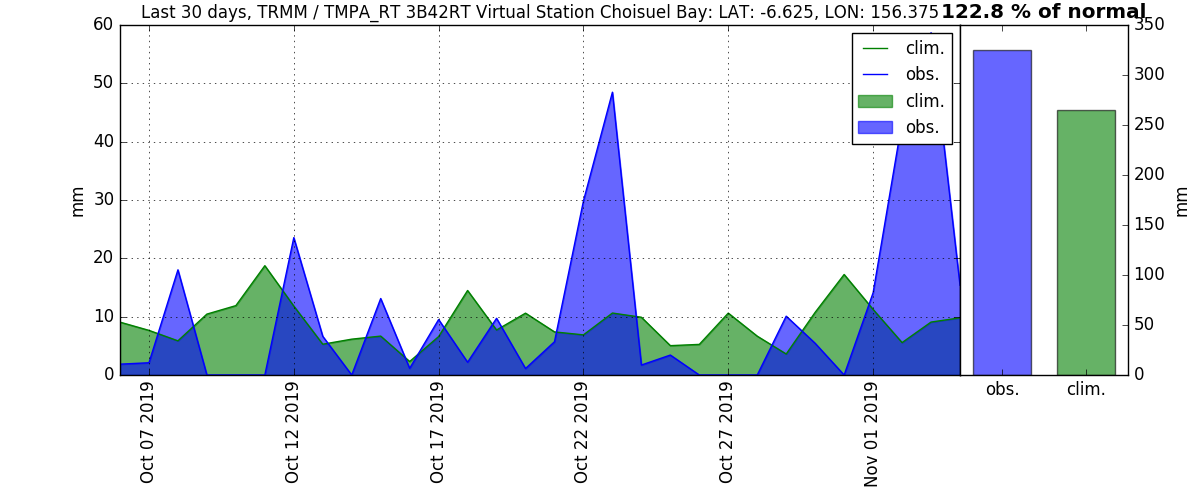 Last 30 days, TRMM / TMPA_RT 3B42RT Virtual Station Choisuel Bay: LAT: -6.625, LON: 156.375 122.8 % of normal
60
50
40
30
20
10
0
mm
clim.
obs.
clim.
obs.
Oct 07 2019
Oct 12 2019
Oct 17 2019
Oct 22 2019
Oct 27 2019
Nov 01 2019
350
300
250
200
150
100
50
0
mm
obs. clim.